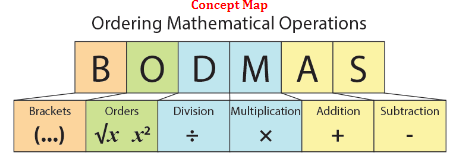 Concept Map
Ordering Mathematical Operations
B O D M A S
Brackets Orders Division Multiplication Addition Subtraction
(...) √x x² ÷ × + -